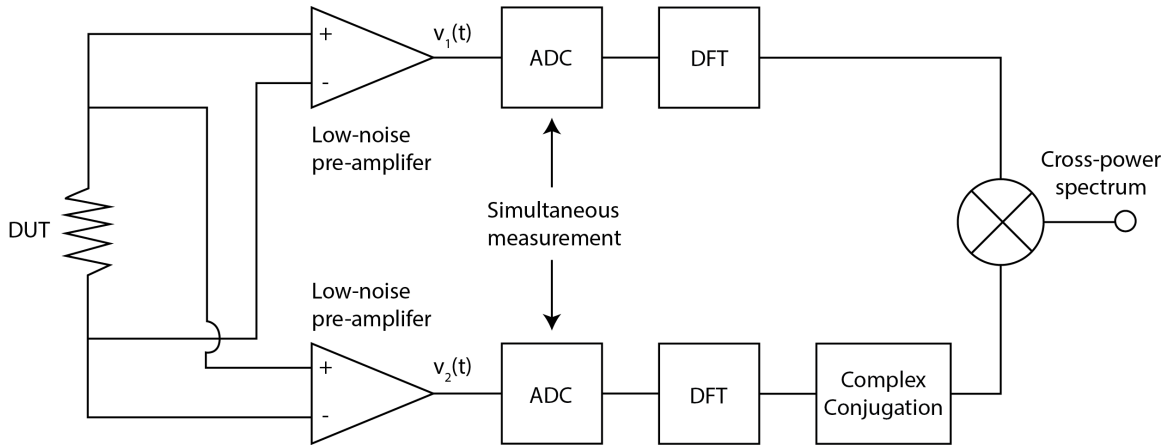 +
-
v1(t)
ADC
DFT
Low-noise
pre-amplifer
Cross-power
spectrum
DUT
Simultaneous
measurement
Low-noise
pre-amplifer
+
-
v2(t)
ADC
DFT
Complex
Conjugation